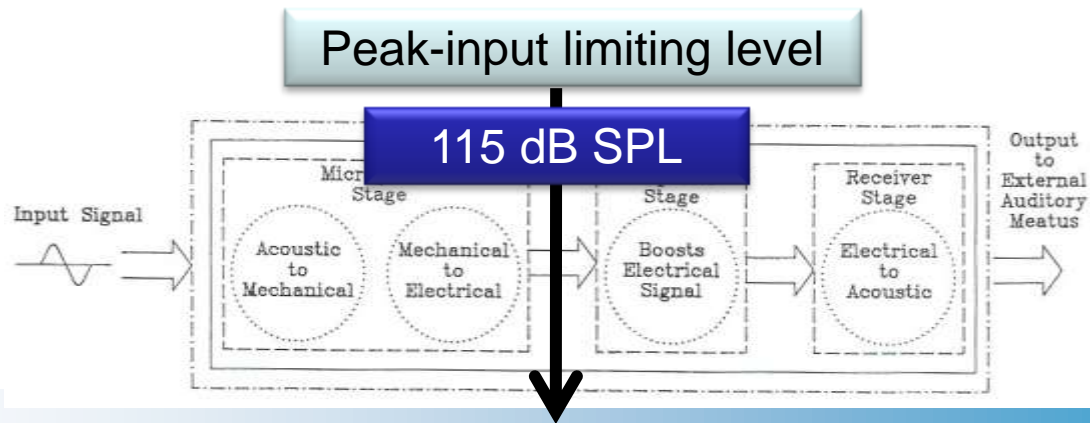 Peak-input limiting level
115 dB SPL
Input Signal
Stage
Acoustic
to
Mechanical
Mechanical
to
Electrical
Stage
Boosts
Electrical
Signal
Receiver
Stage
Electrical
to
Acoustic
Output
to
External
Auditory
Meatus